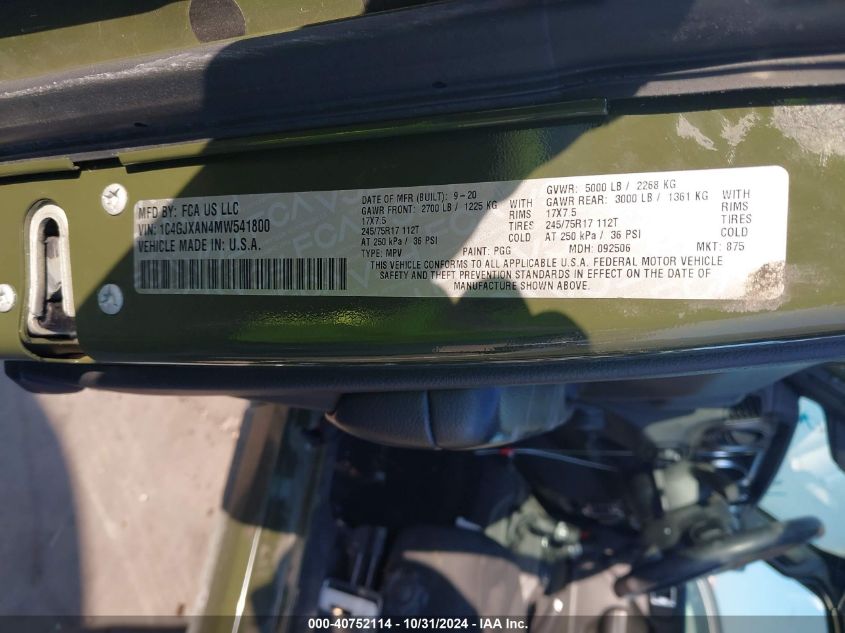 MFD BY: FCA US LLC
VIN: 1C4GJXAN4MW541800
VEHICLE MADE IN U.S.A.
DATE OF MFR (BUILT): 9-20
GAWR FRONT: 2700 LB / 1225 KG WITH
17X7.5 RIMS
245/75R17 112T TIRES
AT 250 kPa / 36 PSI COLD
GVWR: 5000 LB / 2268 KG
GAWR REAR: 3000 LB / 1361 KG WITH
17X7.5 RIMS
245/75R17 112T TIRES
AT 250 kPa / 36 PSI COLD
TYPE: MPV PAINT: PGG MDH: 092506 MKT: 875
THIS VEHICLE CONFORMS TO ALL APPLICABLE U.S.A. FEDERAL MOTOR VEHICLE
SAFETY AND THEFT PREVENTION STANDARDS IN EFFECT ON THE DATE OF
MANUFACTURE SHOWN ABOVE.
000-40752114 - 10/31/2024 - IAAI.com